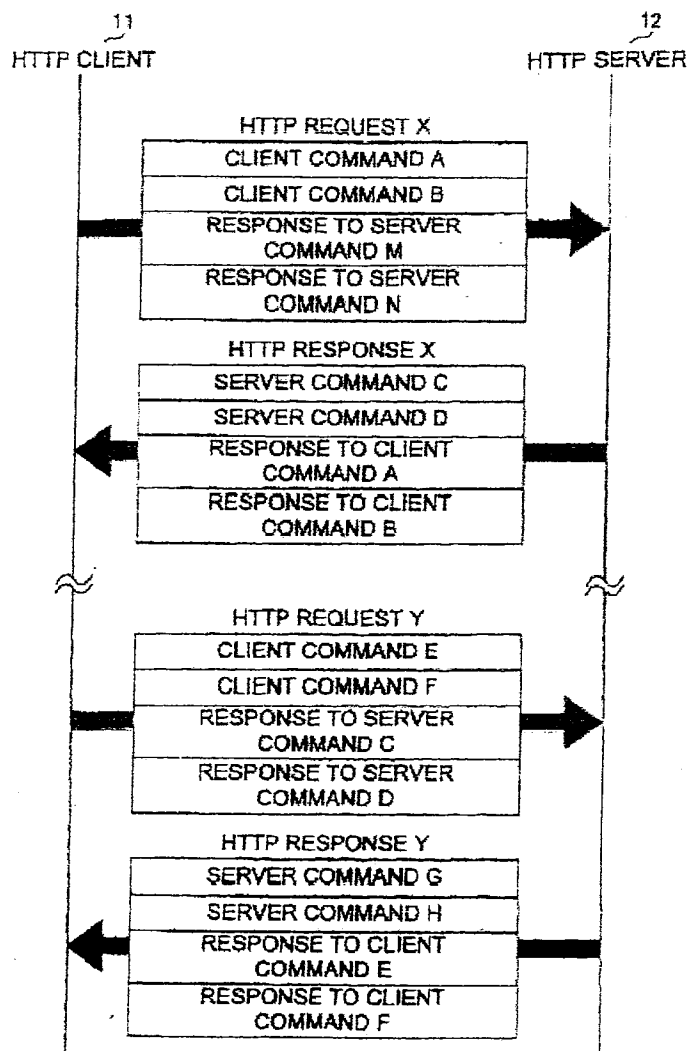 11
HTTP CLIENT
12
HTTP SERVER
HTTP REQUEST X
CLIENT COMMAND A
CLIENT COMMAND B
RESPONSE TO SERVER
COMMAND M
RESPONSE TO SERVER
COMMAND N
HTTP RESPONSE X
SERVER COMMAND C
SERVER COMMAND D
RESPONSE TO CLIENT
COMMAND A
RESPONSE TO CLIENT
COMMAND B
HTTP REQUEST Y
CLIENT COMMAND E
CLIENT COMMAND F
RESPONSE TO SERVER
COMMAND C
RESPONSE TO SERVER
COMMAND D
HTTP RESPONSE Y
SERVER COMMAND G
SERVER COMMAND H
RESPONSE TO CLIENT
COMMAND E
RESPONSE TO CLIENT
COMMAND F